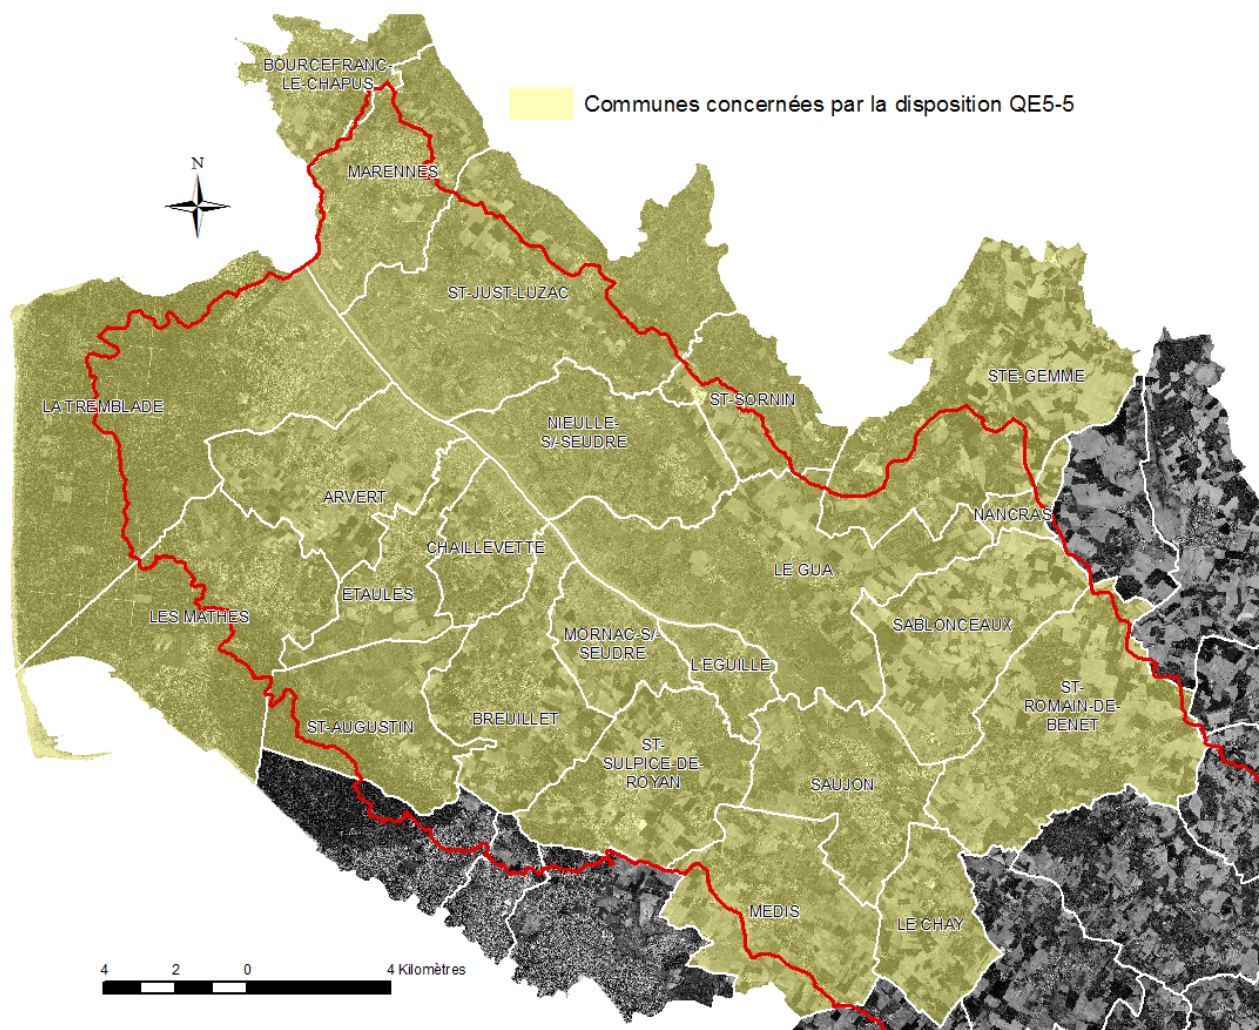 BOURCEFRANC-
LE-CHAPUS
Communes concernées par la disposition QE5-5
N
MARENNES
ST-JUST-LUZAC
STE-GEMME
LA TREMBLADE
ST-SORNIN
NIEULLE-
S/-SEUDRE
ARVERT
NANCRAS
CHAILLEVETTE
LE GUA
ETAULES
LES MATHES
SABLONCEAUX
MORNAC-S/-
SEUDRE
L'EGUILLE
ST-
ROMAIN-DE-
BENET
BREUILLET
ST-AUGUSTIN
ST-
SULPICE-DE-
ROYAN
SAUJON
MEDIS
LE CHAY
4 2 0 4 Kilomètres